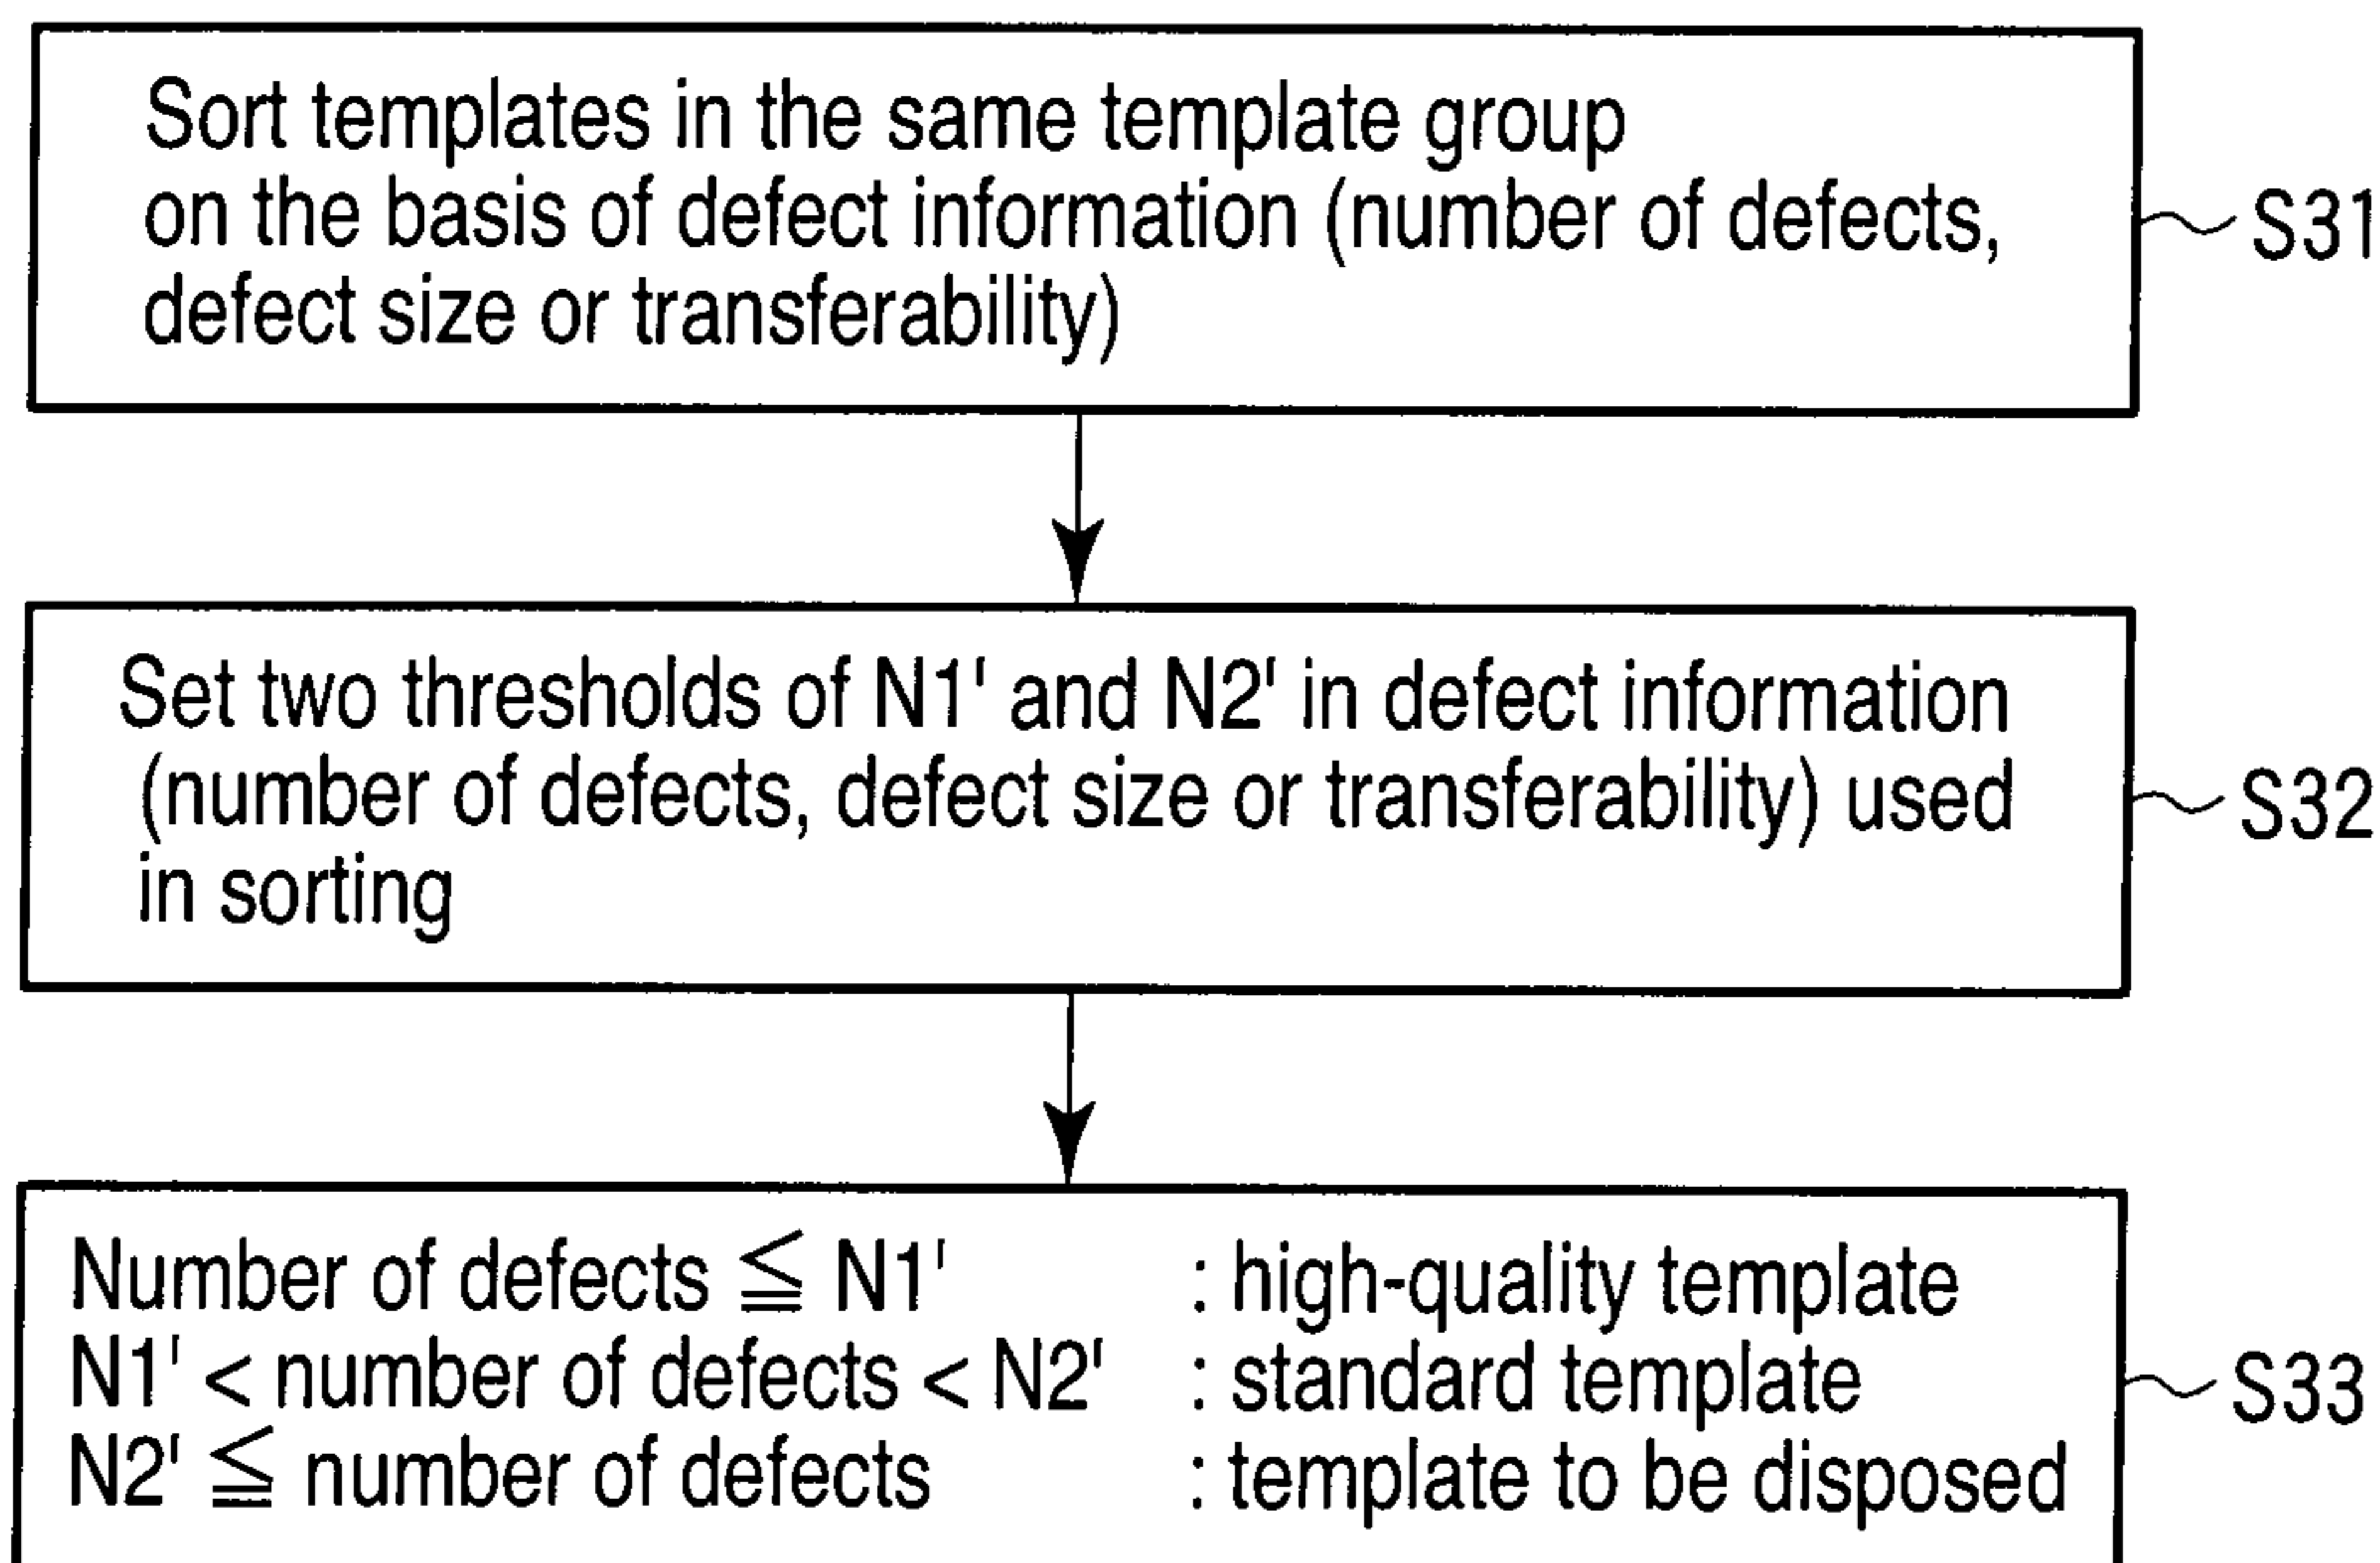 Sort templates in the same template group
on the basis of defect information (number of defects,
defect size or transferability)
S31
Set two thresholds of N1' and N2' in defect information
(number of defects, defect size or transferability) used
in sorting
S32
Number of defects ≦ N1' : high-quality template
N1' < number of defects < N2' : standard template
N2' ≦ number of defects : template to be disposed
S33